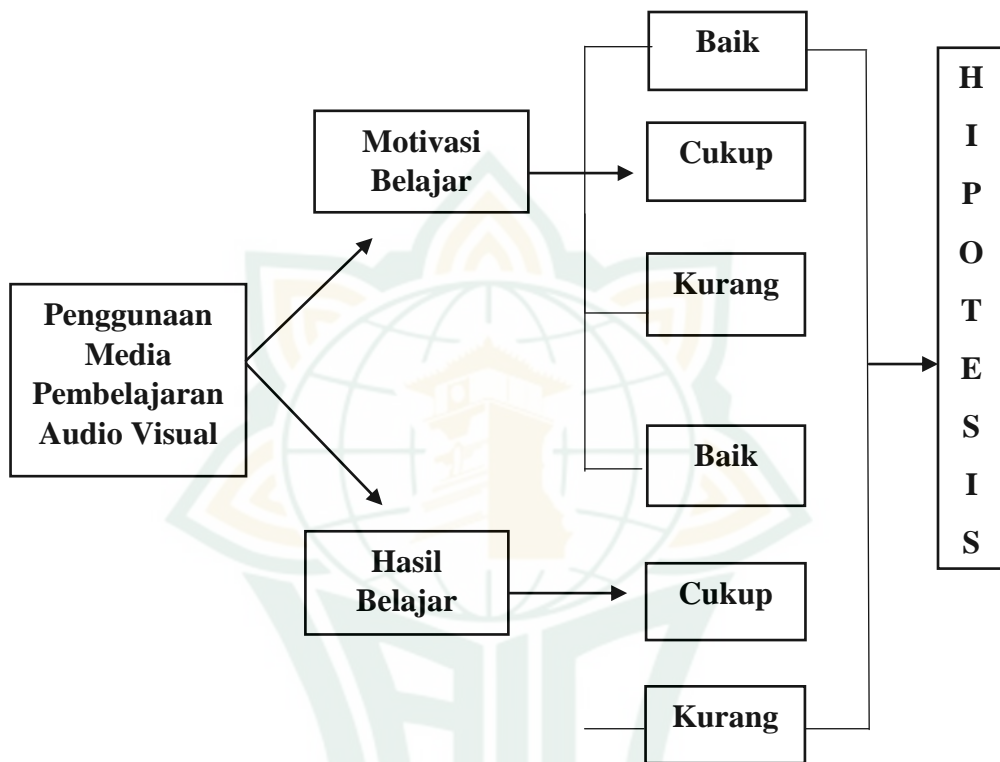 Baik
Motivasi
Belajar
Cukup
Kurang
Penggunaan
Media
Pembelajaran
Audio Visual
Baik
Hasil
Belajar
Cukup
Kurang
H
I
P
O
T
E
S
I
S